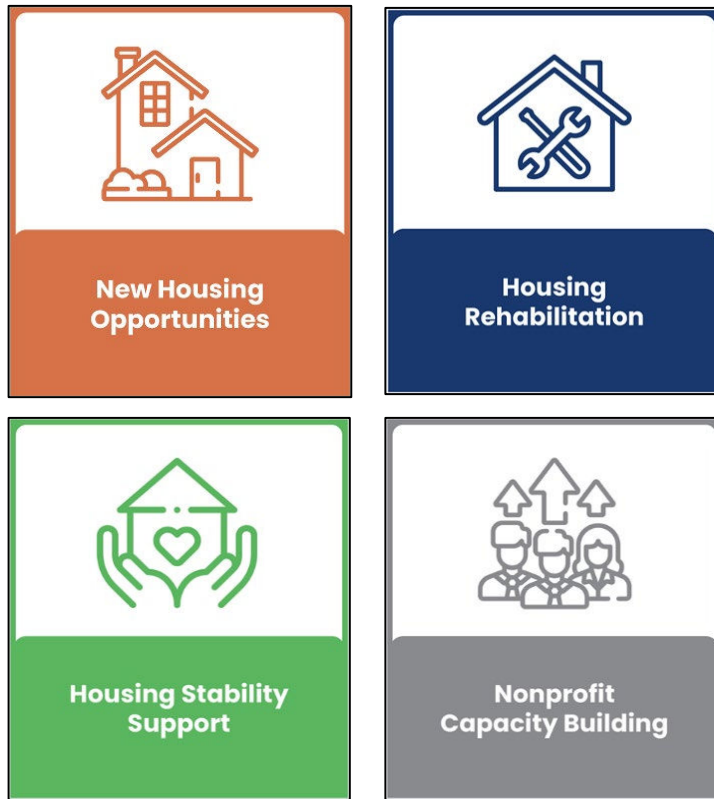 New Housing
Opportunities
Housing
Rehabilitation
Housing Stability
Support
Nonprofit
Capacity Building